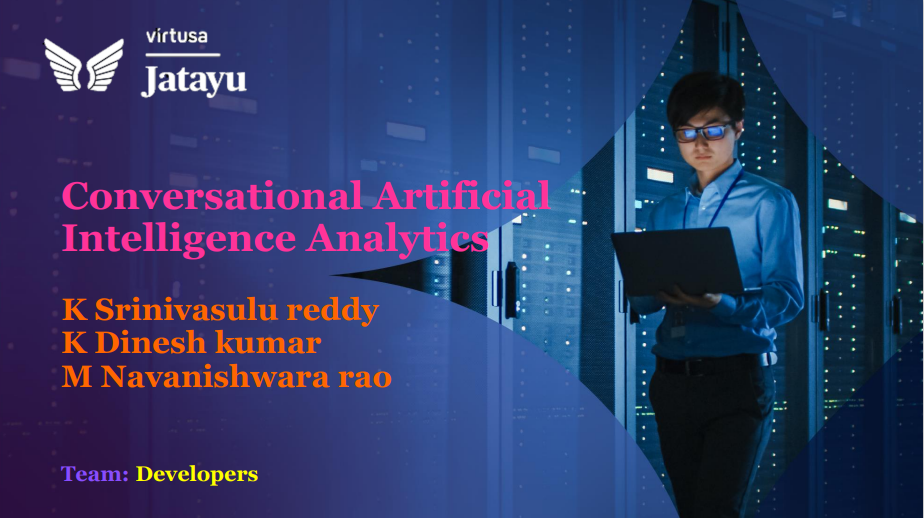 virtusa
Jatayu
Conversational Artificial
Intelligence Analytics
K Srinivasulu reddy
K Dinesh kumar
M Navanishwara rao
Team: Developers